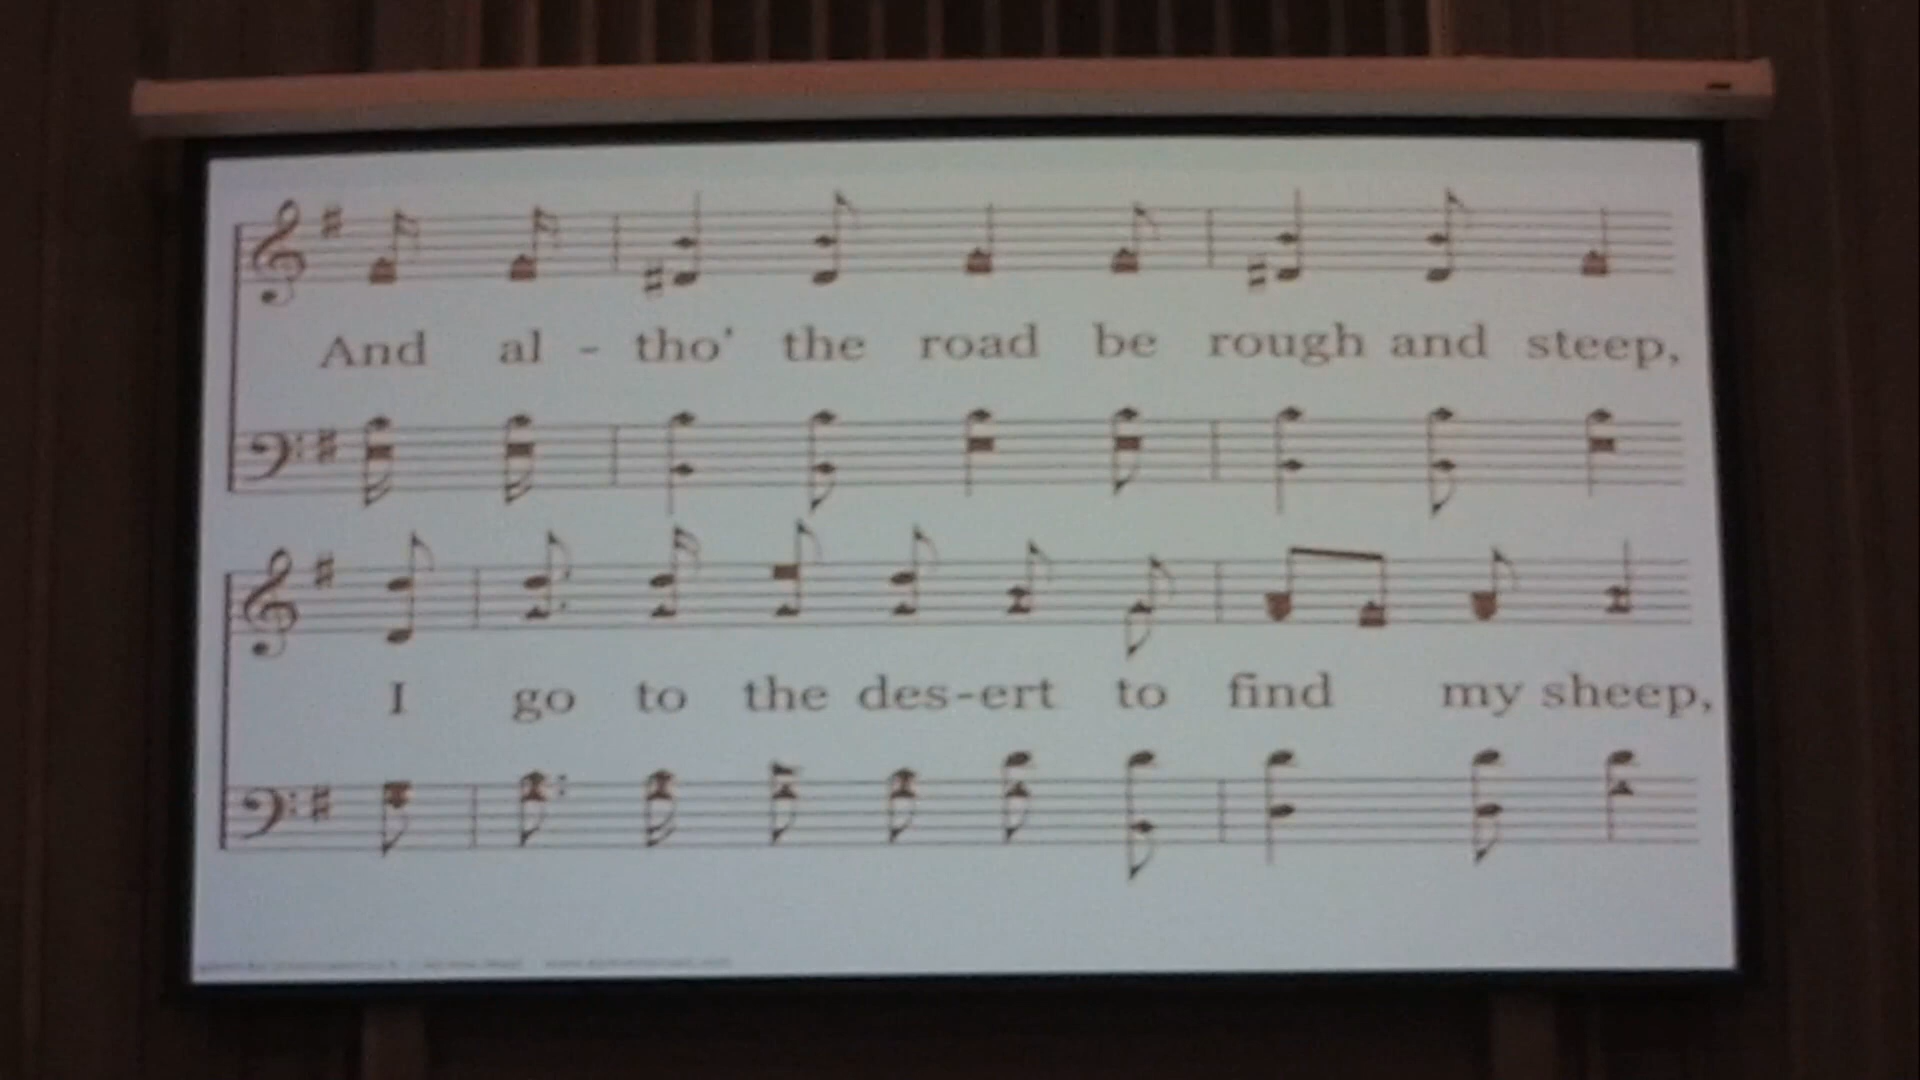 And al - tho' the road be rough and steep,
I go to the des-ert to find my sheep,